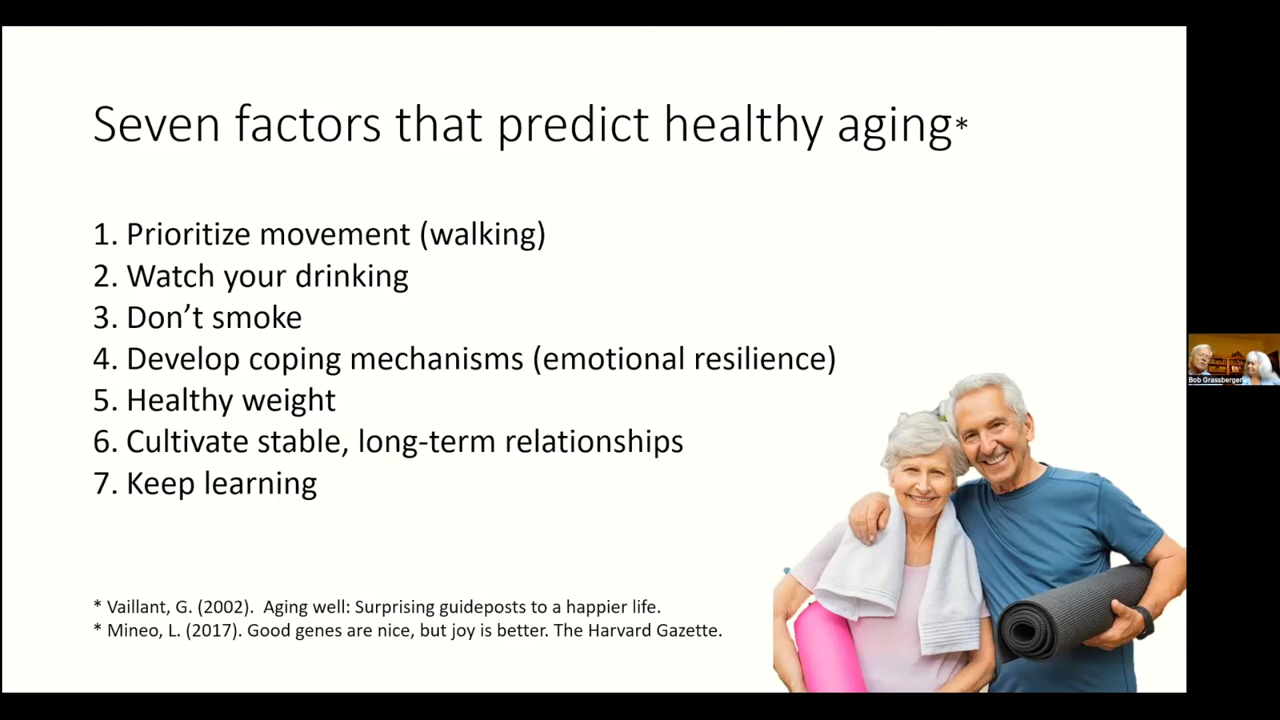 Seven factors that predict healthy aging*
1. Prioritize movement (walking)
2. Watch your drinking
3. Don’t smoke
4. Develop coping mechanisms (emotional resilience)
5. Healthy weight
6. Cultivate stable, long-term relationships
7. Keep learning
* Vaillant, G. (2002).  Aging well: Surprising guideposts to a happier life.
* Mineo, L. (2017). Good genes are nice, but joy is better. The Harvard Gazette.
Bob Grassberger